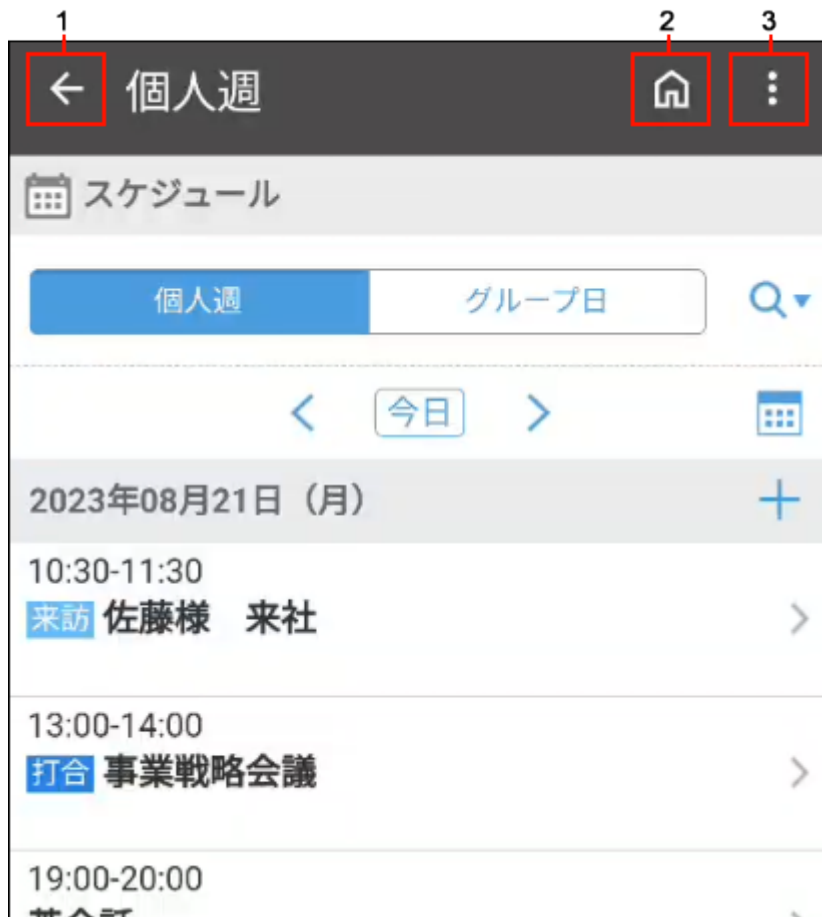 1 2 3
個人週
スケジュール
個人週 グループ日
今日
2023年08月21日（月）
10:30-11:30
来訪 佐藤様　来社
13:00-14:00
打合 事業戦略会議
19:00-20:00
英会話